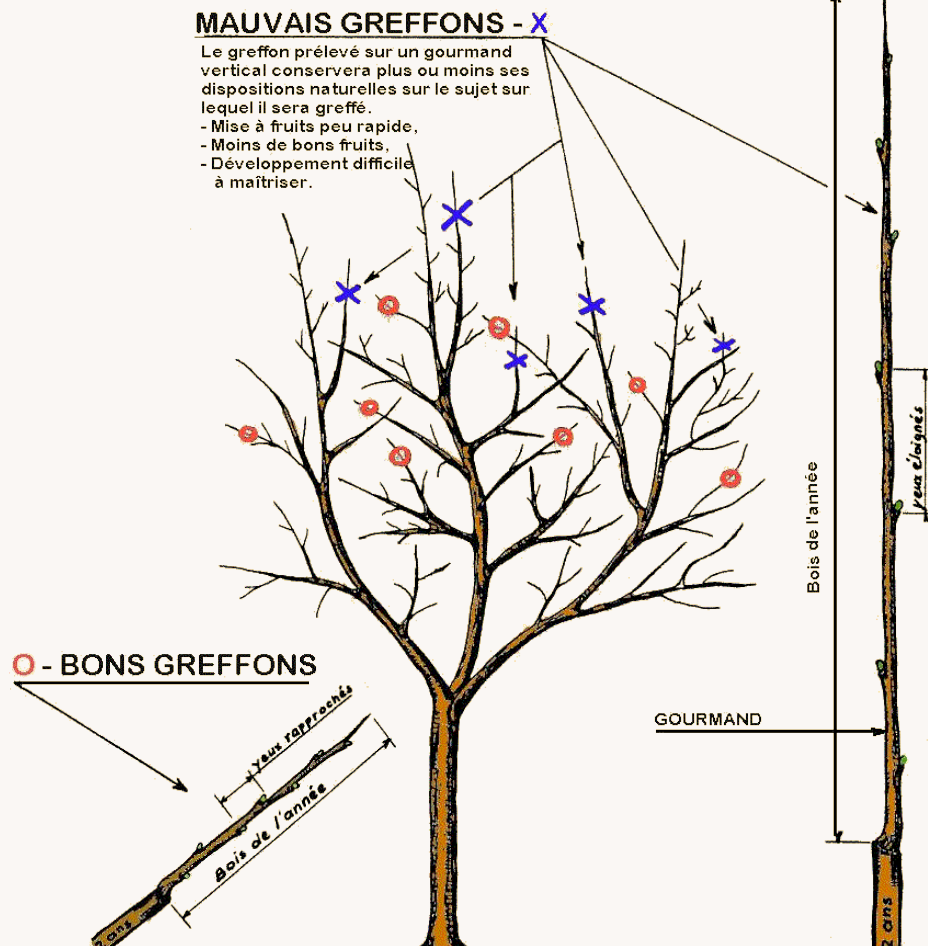 MAUVAIS GREFFONS - X
Le greffon prélevé sur un gourmand
vertical conservera plus ou moins ses
dispositions naturelles sur le sujet sur
lequel il sera greffé.
- Mise à fruits peu rapide,
- Moins de bons fruits,
- Développement difficile
à maîtriser.
Bois de l'année
yeux éloignés
O - BONS GREFFONS
yeux rapprochés
Bois de l'année
2 ans
GOURMAND
2 ans